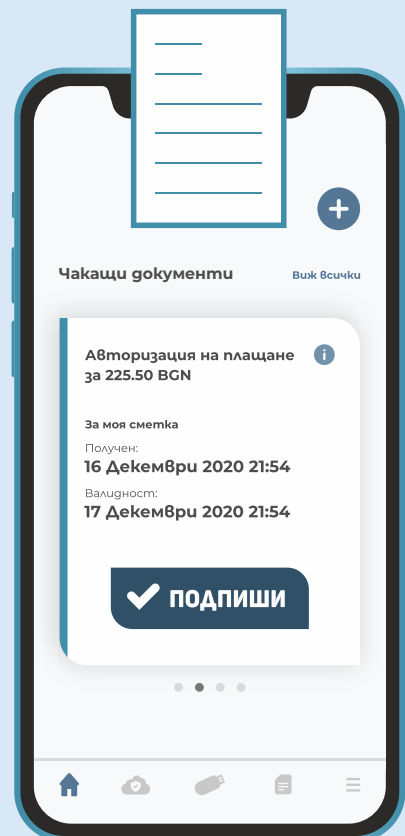 Чакащи документи
Виж всички
Авторизация на плащане
за 225.50 BGN
За моя сметка
Получен:
16 Декември 2020 21:54
Валидност:
17 Декември 2020 21:54
ПОДПИШИ